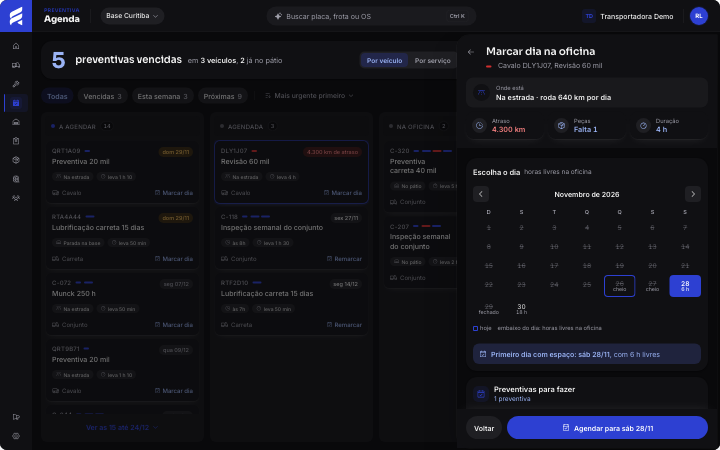 PREVENTIVA
Agenda
Base Curitiba
Buscar placa, frota ou OS
Ctrl K
TD
Transportadora Demo
RL
5 preventivas vencidas em 3 veículos, 2 já no pátio
Por veículo
Por serviço
Todas
Vencidas 3
Esta semana 3
Próximas 9
Mais urgente primeiro
A AGENDAR 14
QRT1A09
dom 29/11
Preventiva 20 mil
Na estrada
leva 1 h 10
Cavalo
Marcar dia
RTA4A44
dom 29/11
Lubrificação carreta 15 dias
Parado na base
leva 50 min
Carreta
Marcar dia
C-072
seg 07/12
Munck 250 h
Na estrada
leva 50 min
Conjunto
Marcar dia
QRT9B71
qua 09/12
Preventiva 20 mil
Na estrada
leva 1 h 10
Cavalo
Marcar dia
Ver as 15 até 24/12
AGENDADA 3
DLY1J07
4.300 km de atraso
Revisão 60 mil
Na estrada
leva 4 h
Cavalo
Marcar dia
C-118
sex 27/11
Inspeção semanal do conjunto
às 8h
leva 1 h 30
Conjunto
Remarcar
RTF2D10
seg 14/12
Lubrificação carreta 15 dias
às 7h
leva 50 min
Carreta
Remarcar
NA OFICINA 2
C-320
Preventiva
carreta 40 mil
No pátio
Conjunto
C-207
Inspeção semanal
do conjunto
No pátio
Conjunto
Marcar dia na oficina
Cavalo DLY1J07, Revisão 60 mil
Onde está
Na estrada · roda 640 km por dia
Atraso
4.300 km
Peças
Falta 1
Duração
4 h
Escolha o dia horas livres na oficina
Novembro de 2026
D S T Q Q S S
1 2 3 4 5 6 7
8 9 10 11 12 13 14
15 16 17 18 19 20 21
22 23 24 25 26 27 28
cheio cheio 6 h
29 30
fechado 18 h
hoje embaixo do dia: horas livres na oficina
Primeiro dia com espaço: sáb 28/11, com 6 h livres
Preventivas para fazer
1 preventiva
Voltar
Agendar para sáb 28/11